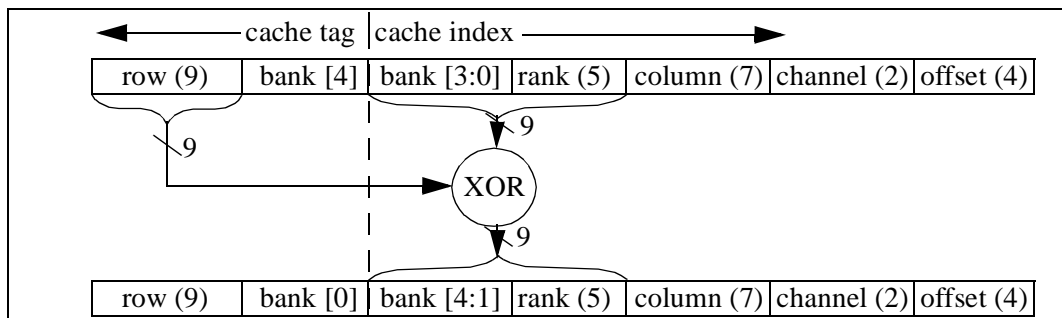 cache tag cache index
row (9) bank [4] bank [3:0] rank (5) column (7) channel (2) offset (4)
9
9
XOR
9
row (9) bank [0] bank [4:1] rank (5) column (7) channel (2) offset (4)